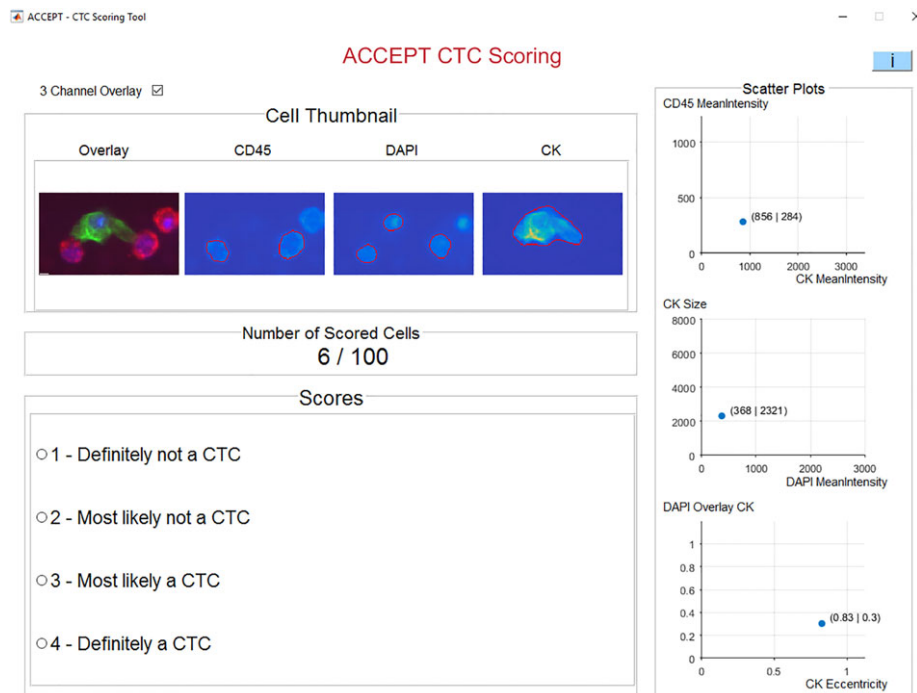 ACCEPT - CTC Scoring Tool
ACCEPT CTC Scoring
i
3 Channel Overlay
Cell Thumbnail
Overlay CD45 DAPI CK
Number of Scored Cells
6 / 100
Scores
1 - Definitely not a CTC
2 - Most likely not a CTC
3 - Most likely a CTC
4 - Definitely a CTC
Scatter Plots
CD45 MeanIntensity
1000
500
0
(856 | 284)
0 1000 2000 3000
CK MeanIntensity
CK Size
8000
6000
4000
2000
0
(368 | 2321)
0 1000 2000 3000
DAPI MeanIntensity
DAPI Overlay CK
1
0.8
0.6
0.4
0.2
0
(0.83 | 0.3)
0 0.5 1
CK Eccentricity